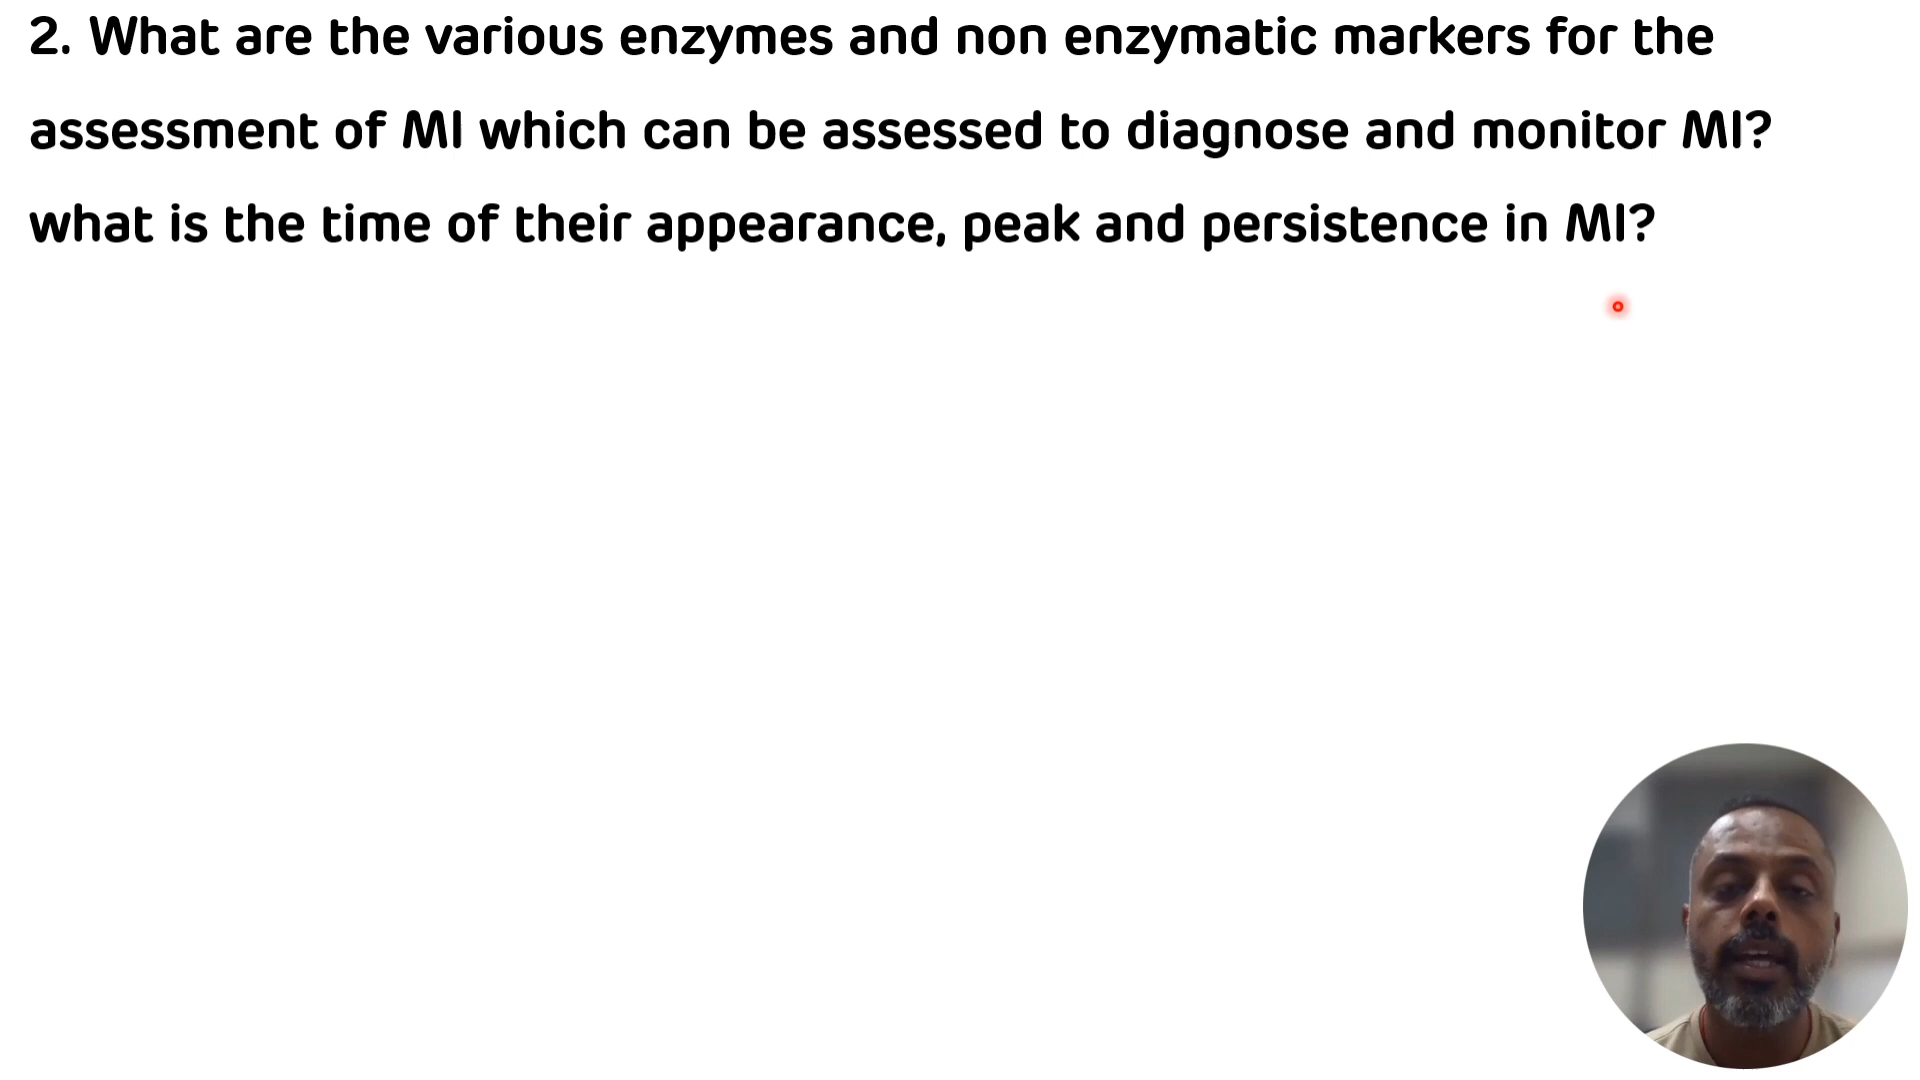 2. What are the various enzymes and non enzymatic markers for the
assessment of MI which can be assessed to diagnose and monitor MI?
what is the time of their appearance, peak and persistence in MI?